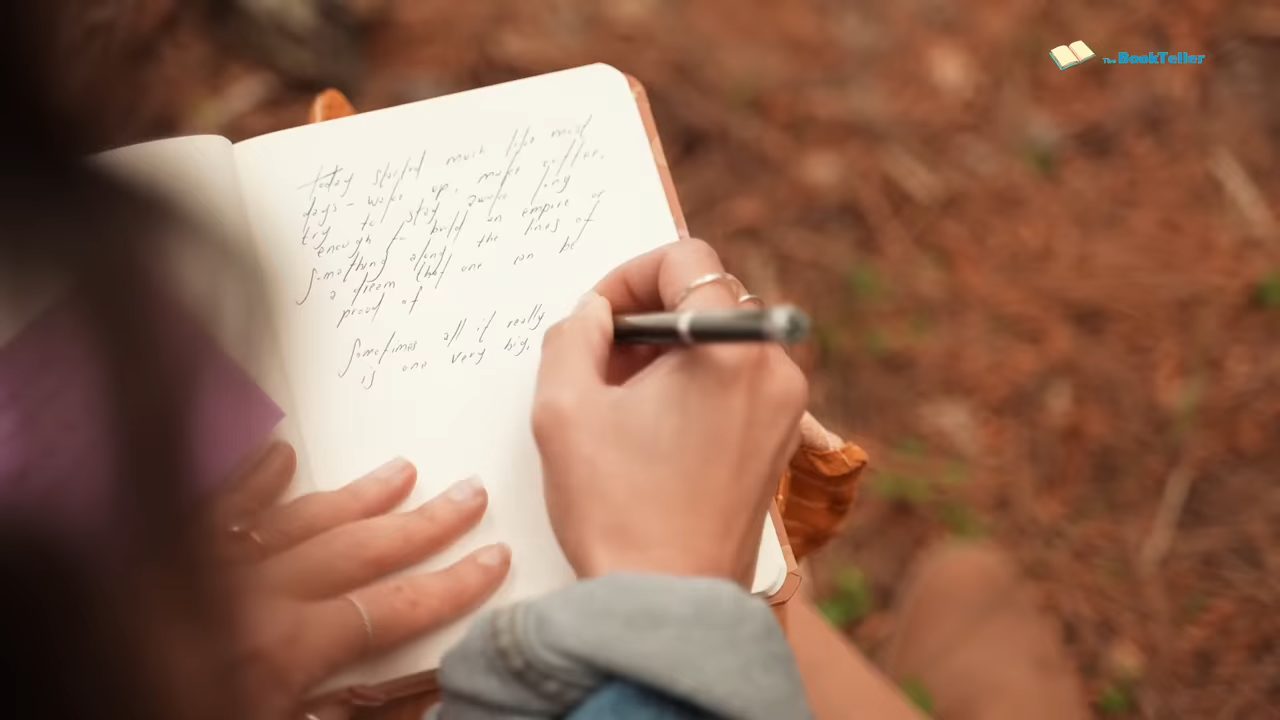 The BookTeller
today started much like most
days - wake up, make coffee,
try to stay awake long
enough to build an empire or
something along the lines of
a dream that one can be
proud of
Sometimes all it really
is one very big,